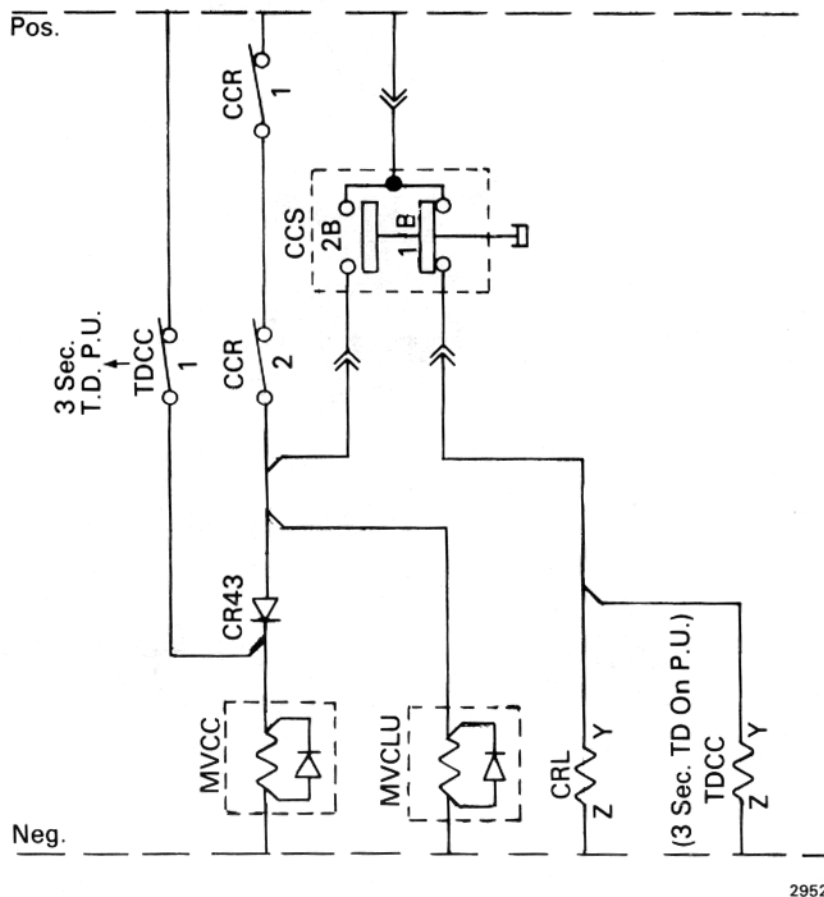 Pos.
CCR
1
CCS
2B
1 B
3 Sec.
T.D. P.U.
TDCC
1
CCR
2
CR43
MVCC
MVCLU
CRL
Y
Z
(3 Sec. TD On P.U.)
TDCC
Y
Z
Neg.
2952